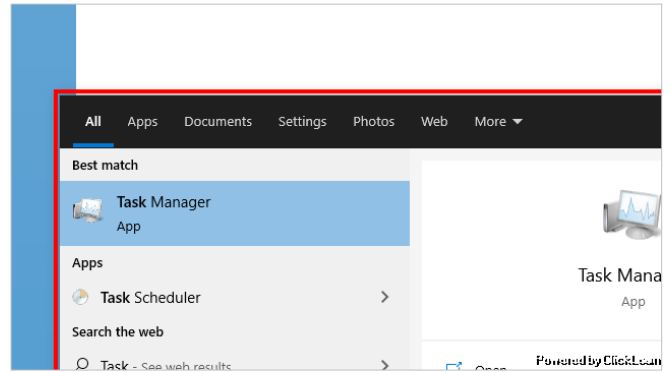 All Apps Documents Settings Photos Web More
Best match
Task Manager
App
Apps
Task Scheduler
Search the web
Task - See web results
Task Mana
App
Open
Powered by ClickLearn